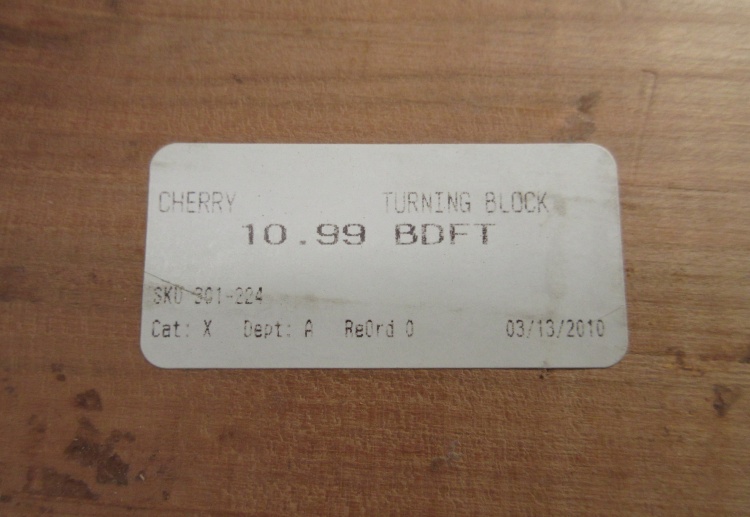 CHERRY TURNING BLOCK
10.99 BDFT
SKU 301-224
Cat: X Dept: A ReOrd 0 03/13/2010